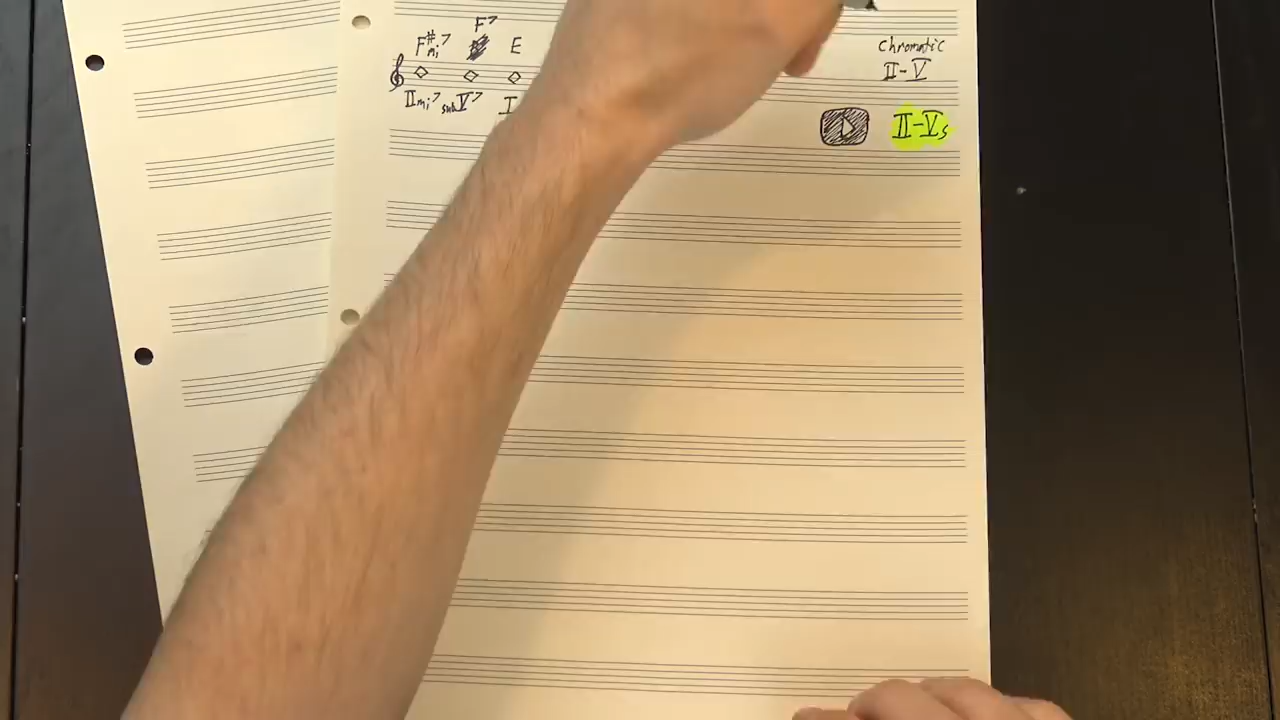 F7
F#mi7 E
IImi7 subV7 I
Chromatic
II-V
II-Vs